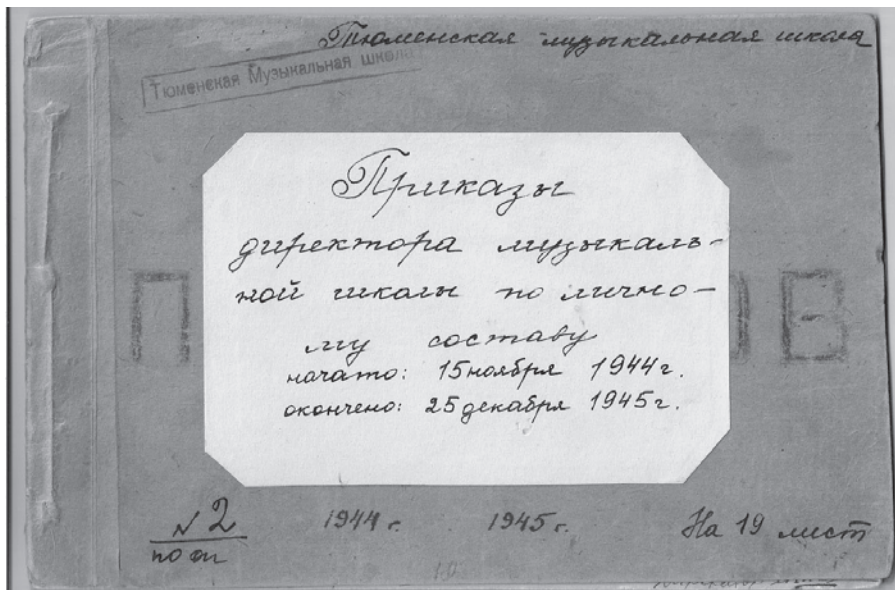 Тюменская музыкальная школа
Тюменская Музыкальная школа
Приказы
директора музыкаль-
ной школы по лично-
му составу
начато: 15 ноября 1944 г.
окончено: 25 декабря 1945 г.
№ 2
по оп
1944 г. 1945 г.
На 19 лист